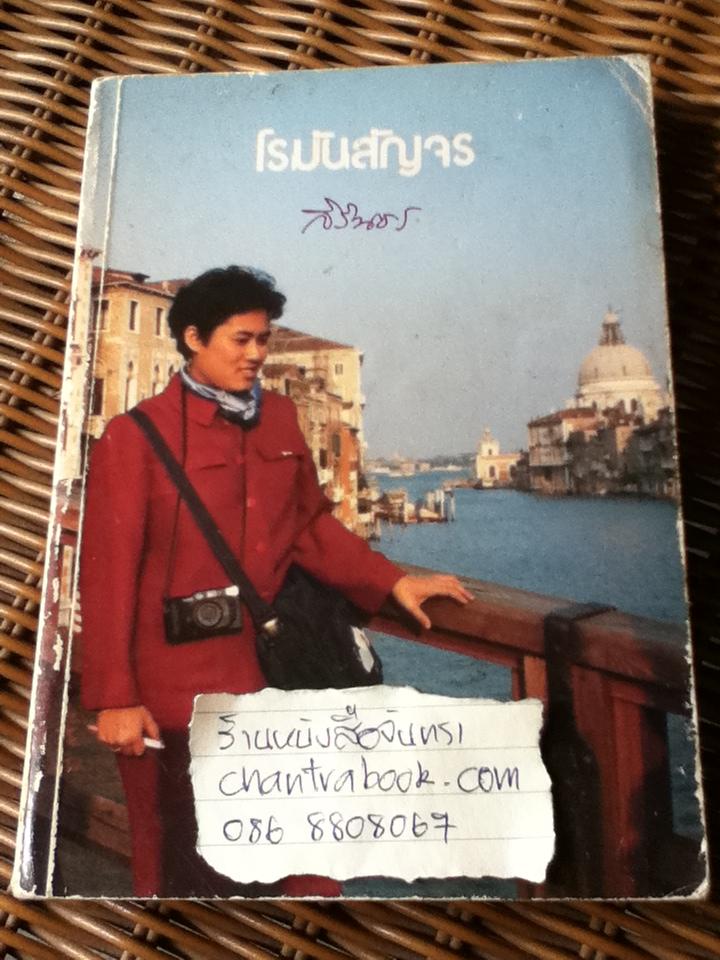 โรมันสัญจร
สิรินธร
ร้านหนังสือจันทรา
chantrabook.com
086 8808067